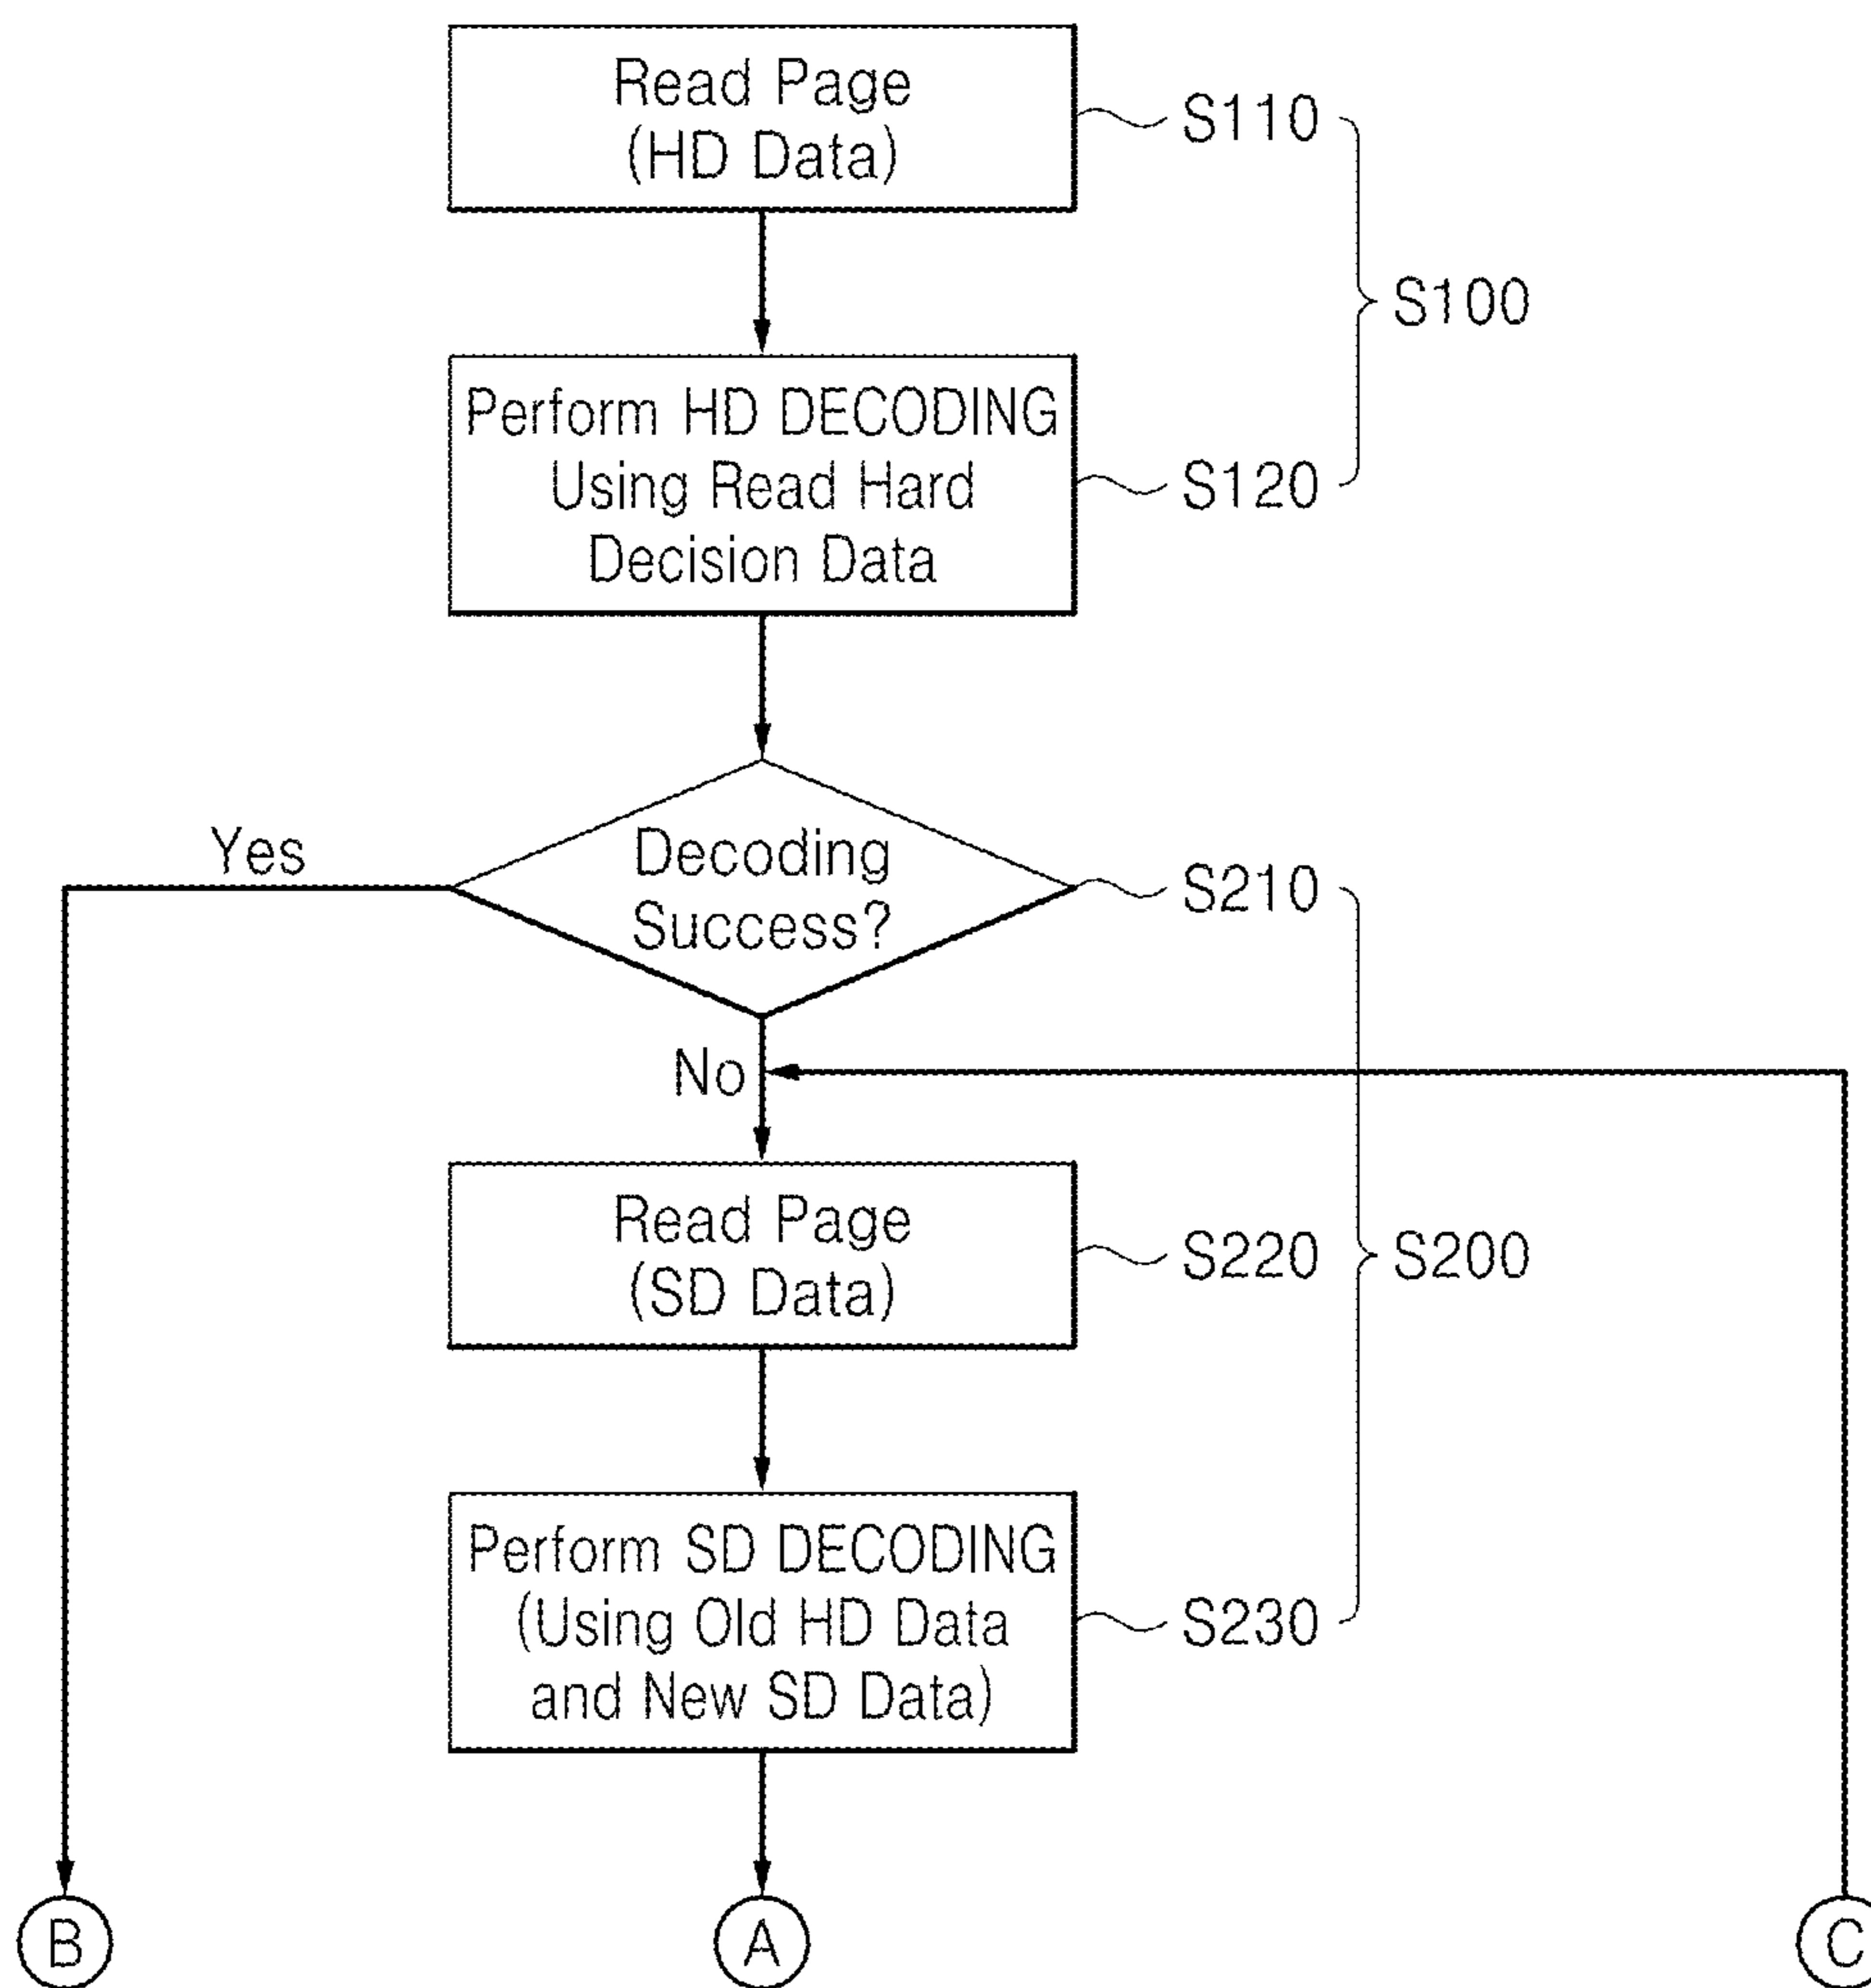 Read Page
(HD Data)
S110
S100
Perform HD DECODING
Using Read Hard
Decision Data
S120
Yes
Decoding
Success?
S210
No
Read Page
(SD Data)
S220
S200
Perform SD DECODING
(Using Old HD Data
and New SD Data)
S230
B
A
C